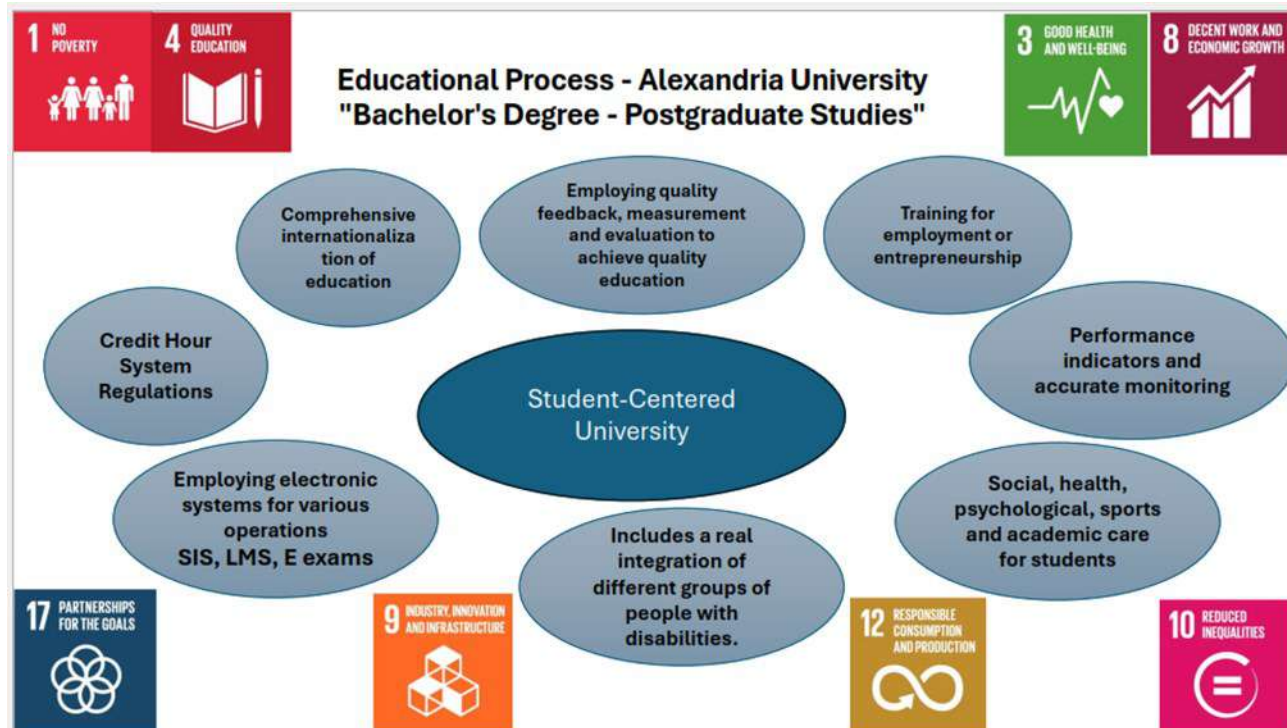 1 NO
POVERTY
4 QUALITY
EDUCATION
3 GOOD HEALTH
AND WELL-BEING
8 DECENT WORK AND
ECONOMIC GROWTH
Educational Process - Alexandria University
"Bachelor's Degree - Postgraduate Studies"
Comprehensive
internationaliza
tion of
education
Employing quality
feedback, measurement
and evaluation to
achieve quality
education
Training for
employment or
entrepreneurship
Credit Hour
System
Regulations
Performance
indicators and
accurate monitoring
Student-Centered
University
Employing electronic
systems for various
operations
SIS, LMS, E exams
Includes a real
integration of
different groups of
people with
disabilities.
Social, health,
psychological, sports
and academic care
for students
17 PARTNERSHIPS
FOR THE GOALS
9 INDUSTRY, INNOVATION
AND INFRASTRUCTURE
12 RESPONSIBLE
CONSUMPTION
AND PRODUCTION
10 REDUCED
INEQUALITIES